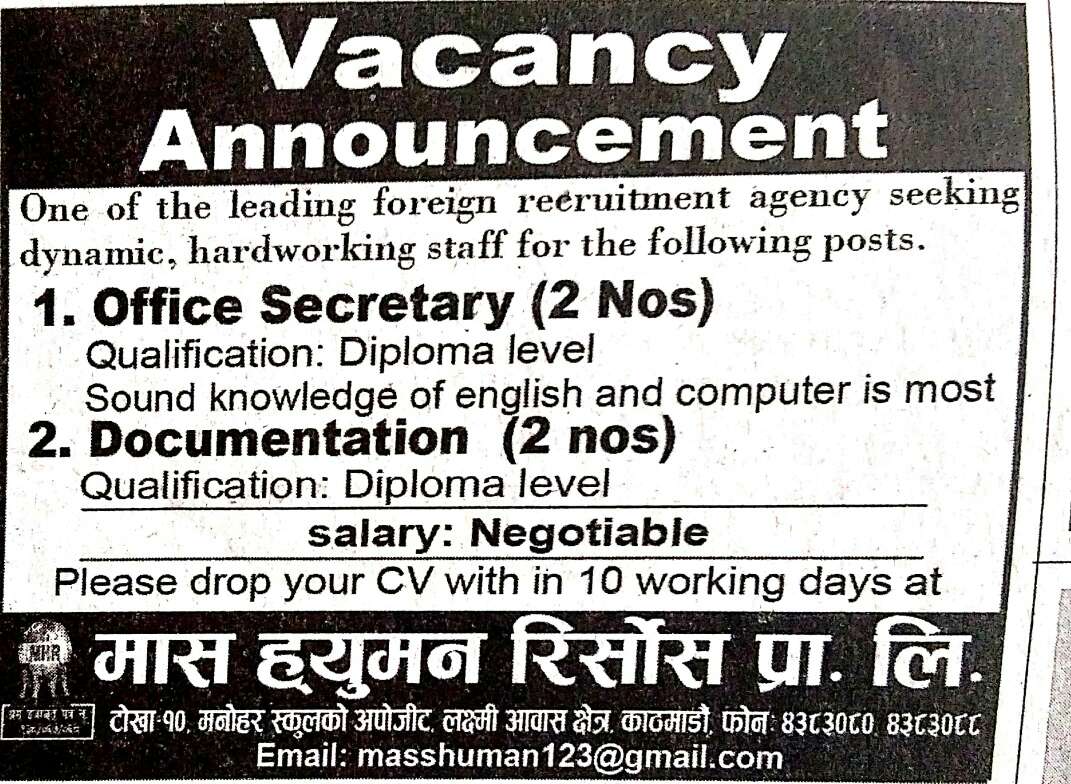 Vacancy
Announcement
One of the leading foreign recruitment agency seeking
dynamic, hardworking staff for the following posts.
1. Office Secretary (2 Nos)
Qualification: Diploma level
Sound knowledge of english and computer is most
2. Documentation (2 nos)
Qualification: Diploma level
salary: Negotiable
Please drop your CV with in 10 working days at
MHR
मास ह्युमन रिर्सोस प्रा. लि.
टोखा-१०, मनोहर स्कुलको अपोजीट, लक्ष्मी आवास क्षेत्र, काठमाडौ, फोन: ४३८३०८०, ४३८३०८८
Email: masshuman123@gmail.com